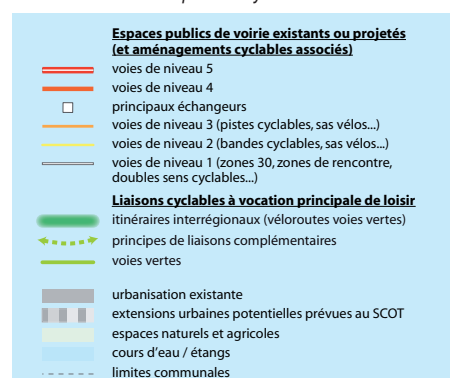 Espaces publics de voirie existants ou projetés
(et aménagements cyclables associés)
voies de niveau 5
voies de niveau 4
principaux échangeurs
voies de niveau 3 (pistes cyclables, sas vélos...)
voies de niveau 2 (bandes cyclables, sas vélos...)
voies de niveau 1 (zones 30, zones de rencontre,
doubles sens cyclables...)
Liaisons cyclables à vocation principale de loisir
itinéraires interrégionaux (véloroutes voies vertes)
principes de liaisons complémentaires
voies vertes
urbanisation existante
extensions urbaines potentielles prévues au SCOT
espaces naturels et agricoles
cours d'eau / étangs
limites communales